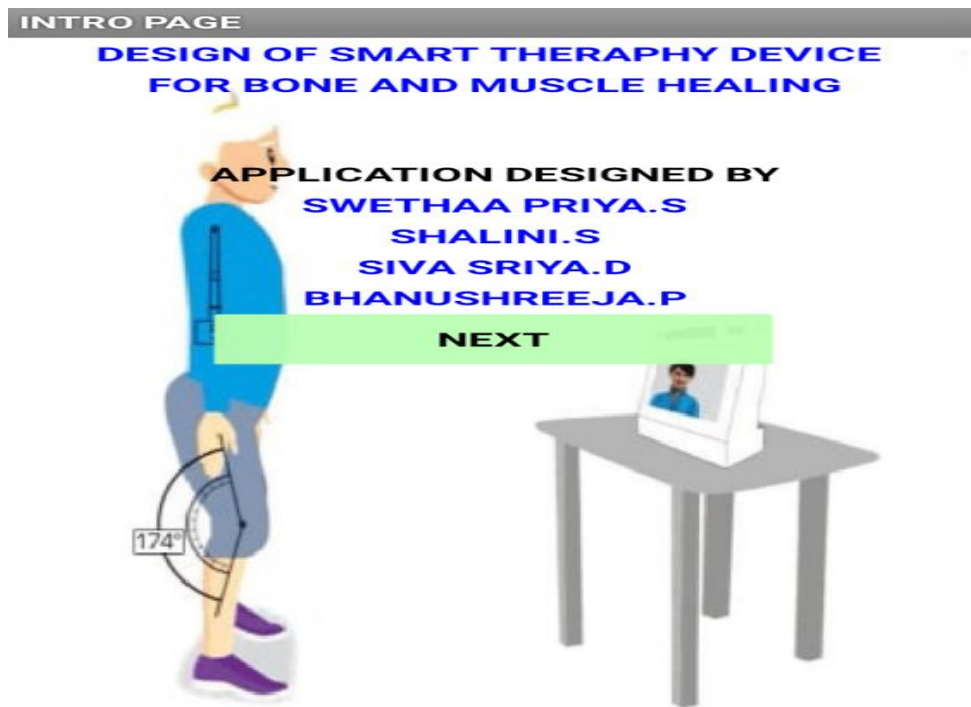 INTRO PAGE
DESIGN OF SMART THERAPHY DEVICE
FOR BONE AND MUSCLE HEALING
APPLICATION DESIGNED BY
SWETHAA PRIYA.S
SHALINI.S
SIVA SRIYA.D
BHANUSHREEJA.P
NEXT
174°